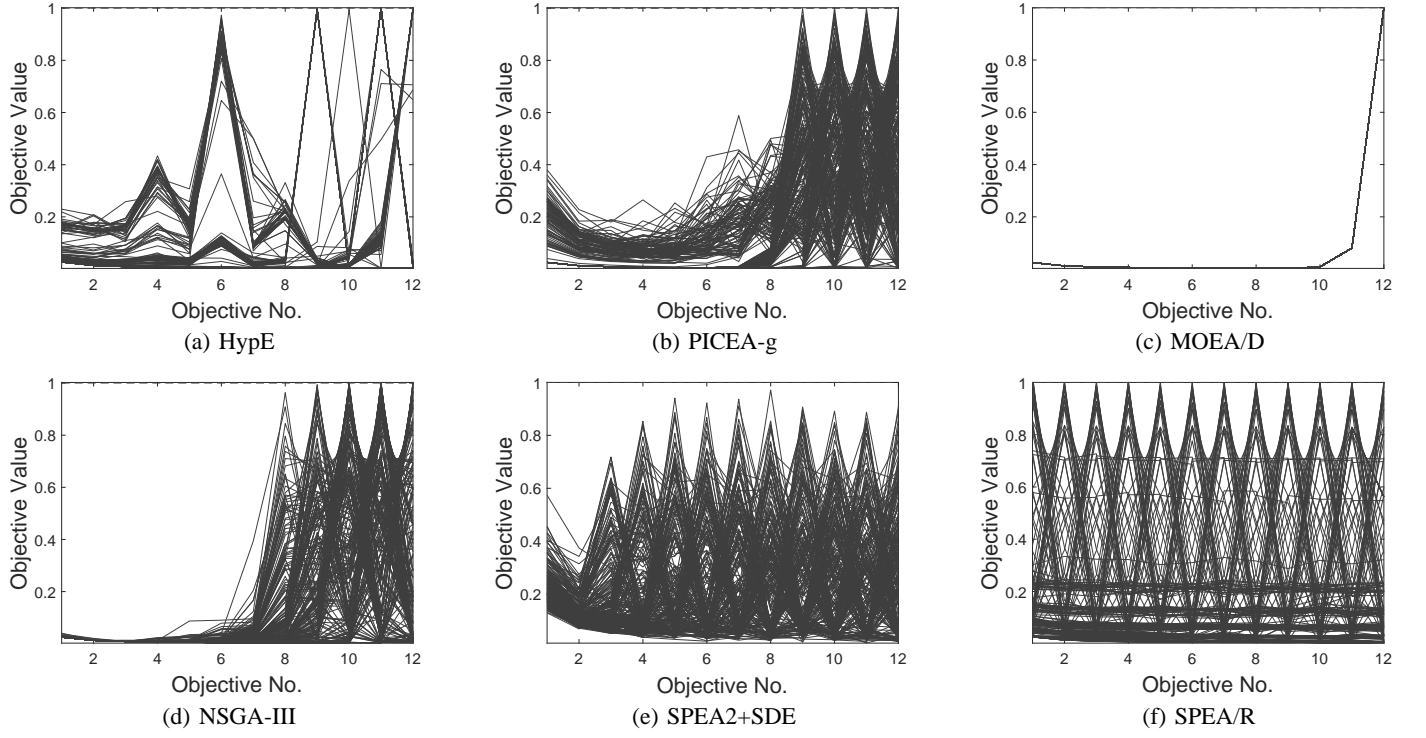 1
0.8
0.6
0.4
0.2
Objective Value
2 4 6 8 10 12
Objective No.
(a) HypE
1
0.8
0.6
0.4
0.2
Objective Value
2 4 6 8 10 12
Objective No.
(b) PICEA-g
1
0.8
0.6
0.4
0.2
Objective Value
2 4 6 8 10 12
Objective No.
(c) MOEA/D
1
0.8
0.6
0.4
0.2
Objective Value
2 4 6 8 10 12
Objective No.
(d) NSGA-III
1
0.8
0.6
0.4
0.2
Objective Value
2 4 6 8 10 12
Objective No.
(e) SPEA2+SDE
1
0.8
0.6
0.4
0.2
Objective Value
2 4 6 8 10 12
Objective No.
(f) SPEA/R